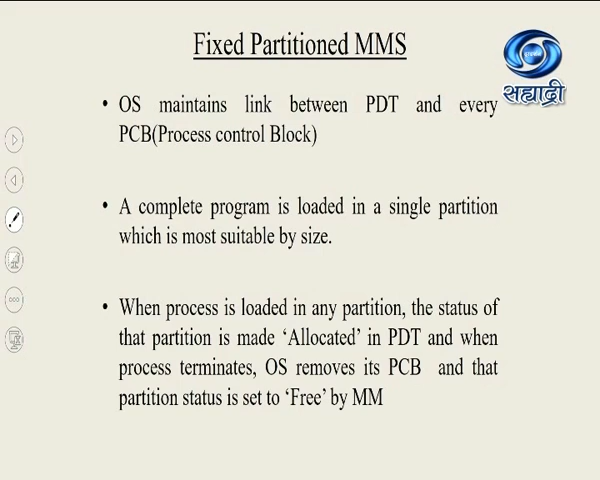 Fixed Partitioned MMS
सह्याद्री
• OS maintains link between PDT and every
PCB(Process control Block)
• A complete program is loaded in a single partition
which is most suitable by size.
• When process is loaded in any partition, the status of
that partition is made ‘Allocated’ in PDT and when
process terminates, OS removes its PCB and that
partition status is set to ‘Free’ by MM